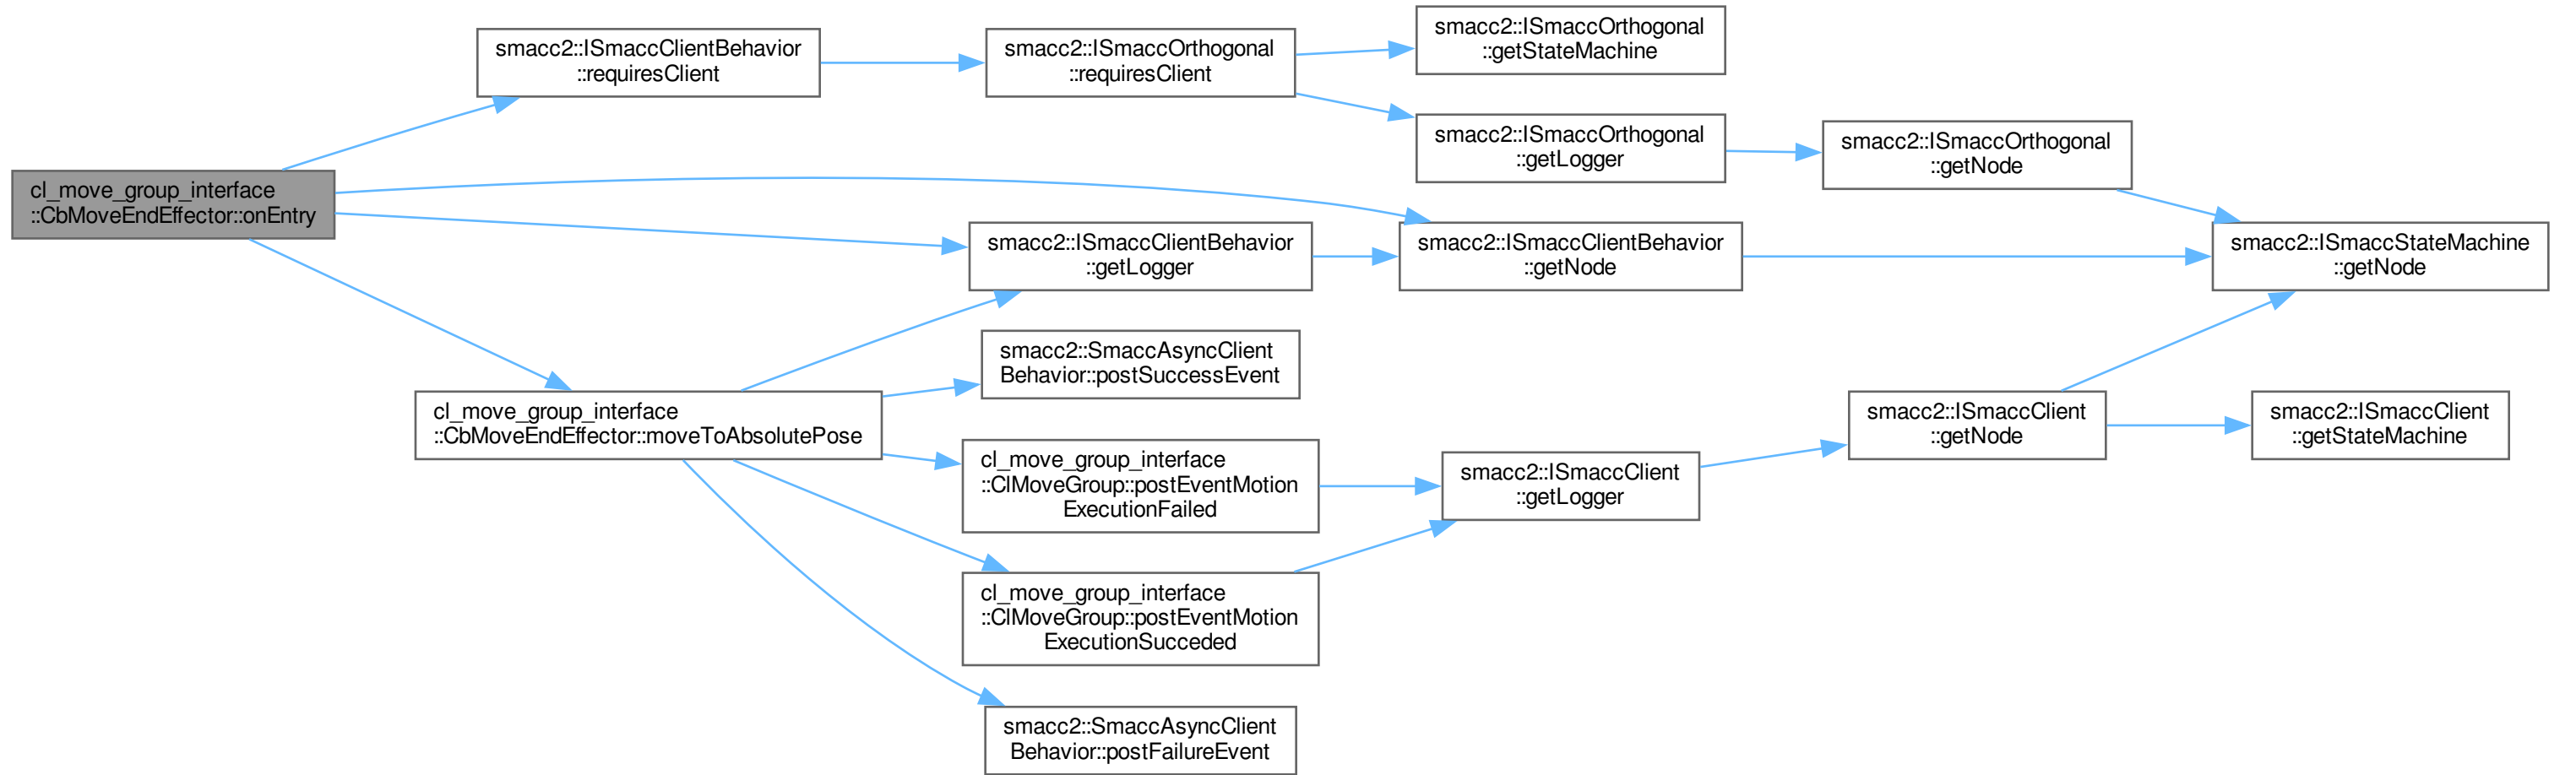 cl_move_group_interface
::CbMoveEndEffector::onEntry
smacc2::ISmaccClientBehavior
::requiresClient
smacc2::ISmaccOrthogonal
::requiresClient
smacc2::ISmaccOrthogonal
::getStateMachine
smacc2::ISmaccOrthogonal
::getLogger
smacc2::ISmaccOrthogonal
::getNode
smacc2::ISmaccClientBehavior
::getLogger
smacc2::ISmaccClientBehavior
::getNode
smacc2::ISmaccStateMachine
::getNode
cl_move_group_interface
::CbMoveEndEffector::moveToAbsolutePose
smacc2::SmaccAsyncClient
Behavior::postSuccessEvent
cl_move_group_interface
::ClMoveGroup::postEventMotion
ExecutionFailed
smacc2::ISmaccClient
::getLogger
smacc2::ISmaccClient
::getNode
smacc2::ISmaccClient
::getStateMachine
cl_move_group_interface
::ClMoveGroup::postEventMotion
ExecutionSucceded
smacc2::SmaccAsyncClient
Behavior::postFailureEvent